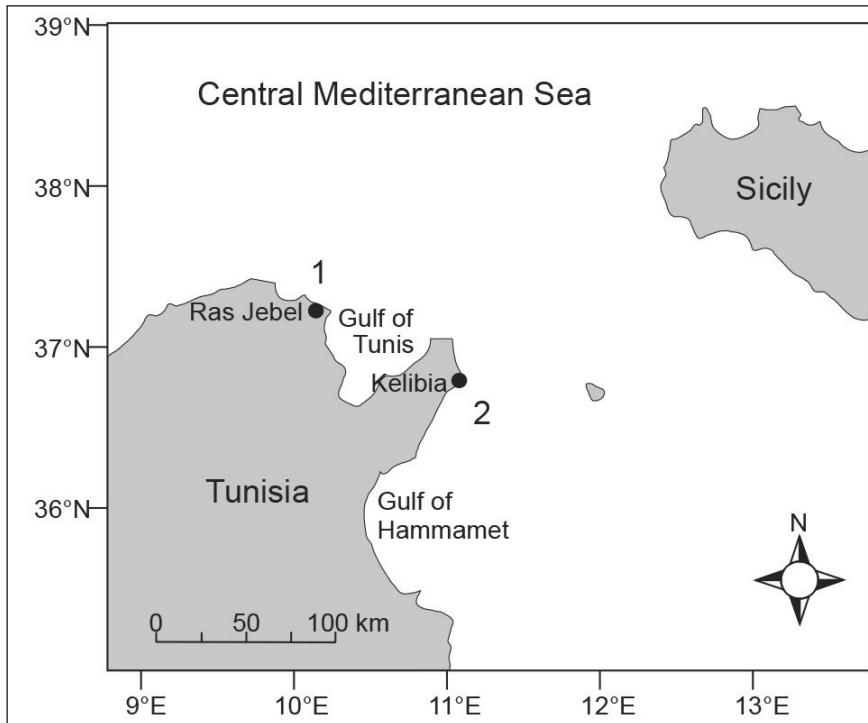 39°N
Central Mediterranean Sea
38°N
Sicily
1
Ras Jebel
Gulf of
Tunis
37°N
Kelibia
2
Tunisia
36°N
Gulf of
Hammamet
N
0 50 100 km
9°E 10°E 11°E 12°E 13°E